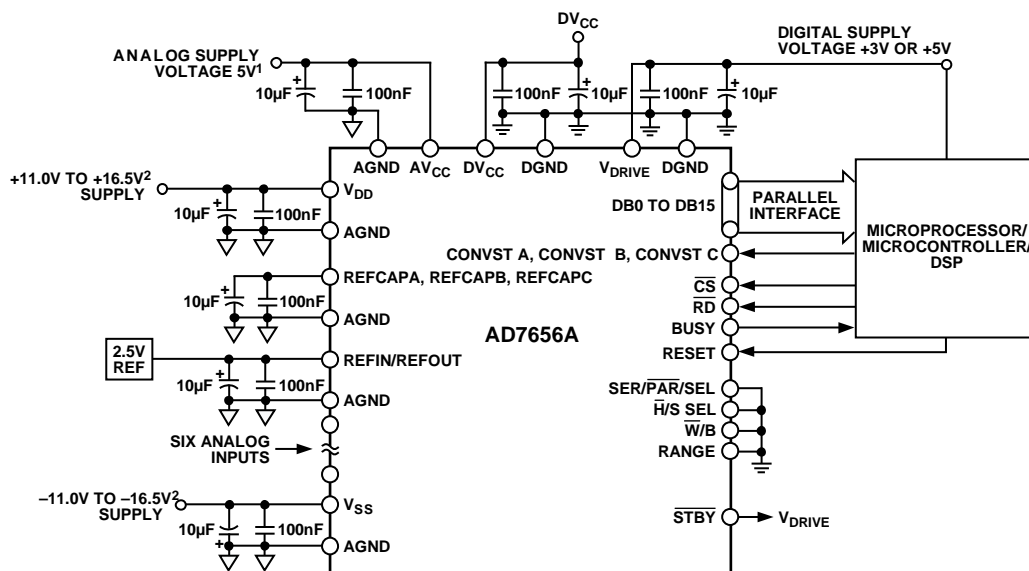 DVCC
ANALOG SUPPLY
VOLTAGE 5V1
DIGITAL SUPPLY
VOLTAGE +3V OR +5V
+
10µF
100nF
100nF
+
10µF
100nF
+
10µF
AGND
AVCC
DVCC
DGND
VDRIVE
DGND
+11.0V TO +16.5V2
SUPPLY
+
10µF
100nF
VDD
AGND
REFCAPA, REFCAPB, REFCAPC
+
10µF
100nF
AGND
2.5V
REF
REFIN/REFOUT
10µF
+
100nF
AGND
SIX ANALOG
INPUTS
–11.0V TO –16.5V2
SUPPLY
VSS
10µF
+
100nF
AGND
AD7656A
DB0 TO DB15
PARALLEL
INTERFACE
CONVST A, CONVST B, CONVST C
CS
RD
BUSY
RESET
SER/PAR/SEL
H/S SEL
W/B
RANGE
STBY
VDRIVE
MICROPROCESSOR/
MICROCONTROLLER/
DSP